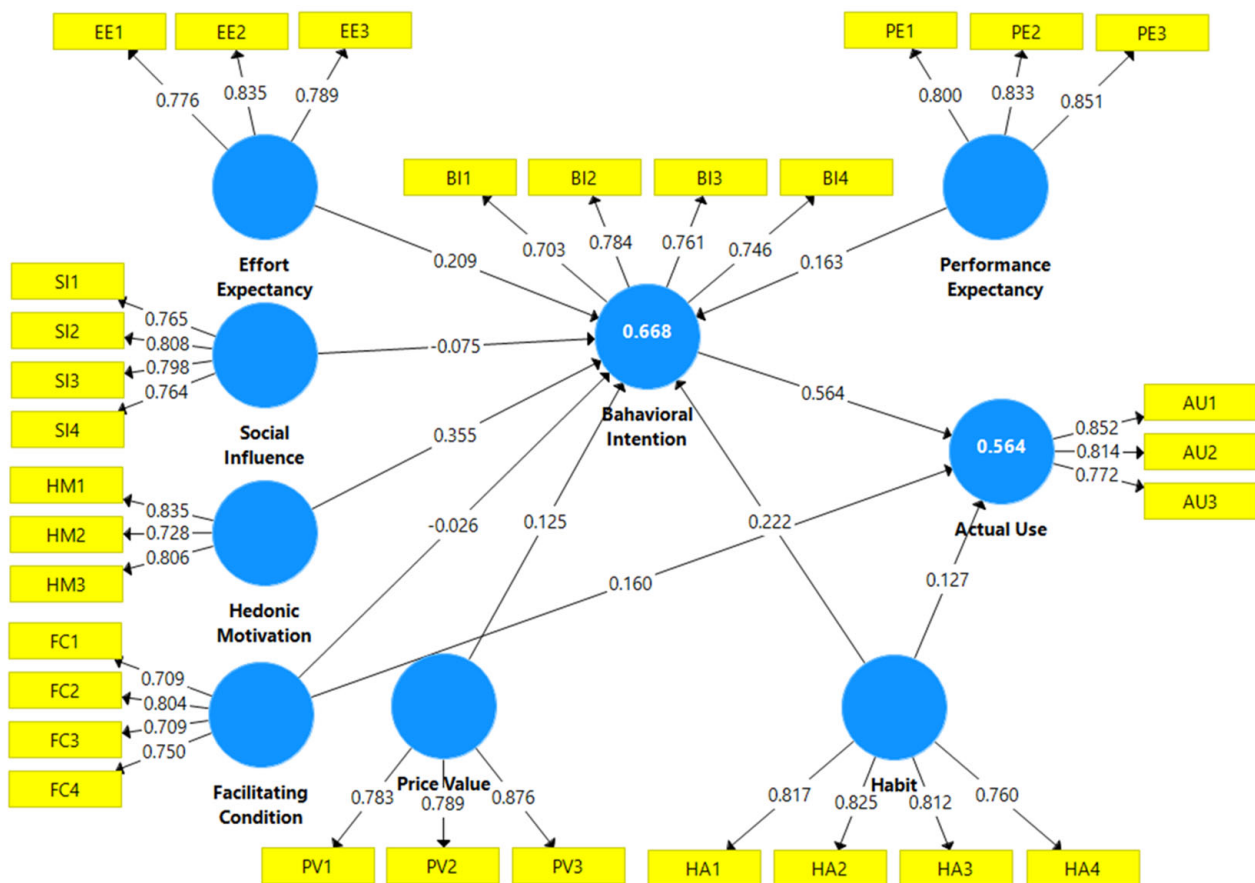 EE1
EE2
EE3
PE1
PE2
PE3
0.776
0.835
0.789
0.800
0.833
0.851
BI1
BI2
BI3
BI4
Effort
Expectancy
0.209
0.703
0.784
0.761
0.746
0.163
Performance
Expectancy
SI1
SI2
SI3
SI4
0.765
0.808
0.798
0.764
Social
Influence
-0.075
0.668
Bahavioral
Intention
0.564
AU1
AU2
AU3
0.852
0.814
0.772
0.564
Actual Use
HM1
HM2
HM3
0.835
0.728
0.806
Hedonic
Motivation
0.355
-0.026
0.125
0.222
0.160
0.127
FC1
FC2
FC3
FC4
0.709
0.804
0.709
0.750
Facilitating
Condition
Price Value
0.783
0.789
0.876
PV1
PV2
PV3
Habit
0.817
0.825
0.812
0.760
HA1
HA2
HA3
HA4